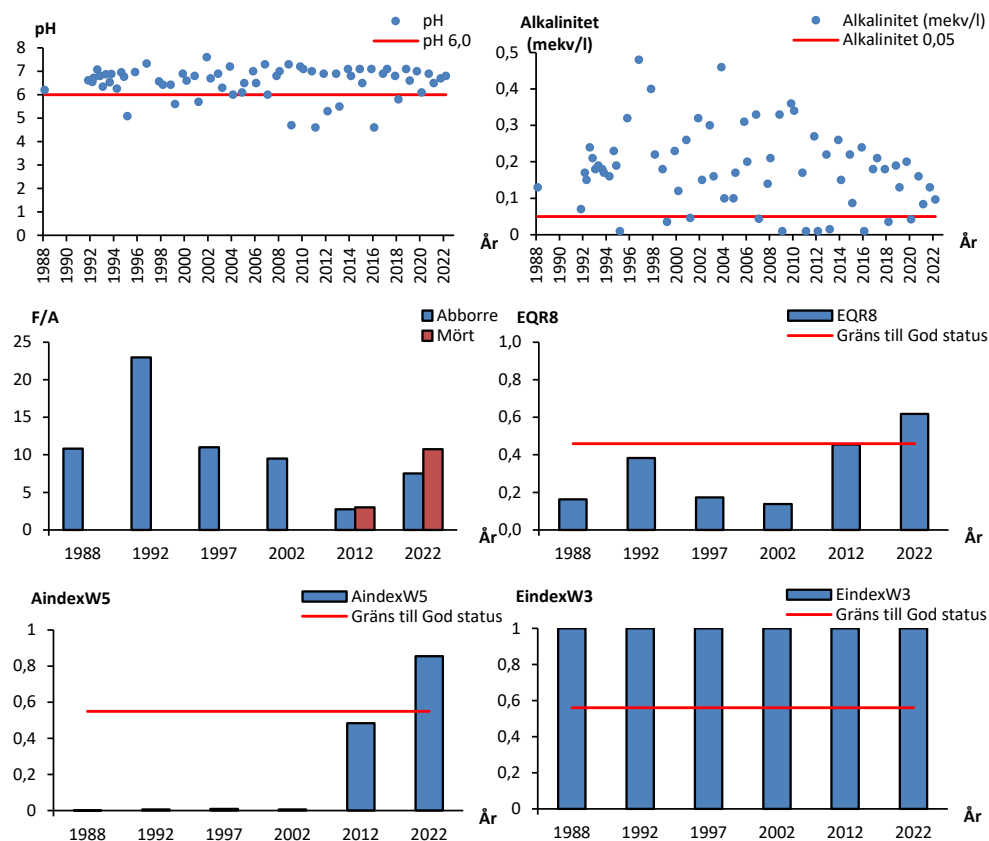 pH
pH
pH 6,0
8
7
6
5
4
3
2
1
0
1988 1990 1992 1994 1996 1998 2000 2002 2004 2006 2008 2010 2012 2014 2016 2018 2020 2022
År
Alkalinitet
(mekv/l)
Alkalinitet (mekv/l)
Alkalinitet 0,05
0,5
0,4
0,3
0,2
0,1
0
1988 1990 1992 1994 1996 1998 2000 2002 2004 2006 2008 2010 2012 2014 2016 2018 2020 2022
År
F/A
Abborre
Mört
25
20
15
10
5
0
1988 1992 1997 2002 2012 2022
År
EQR8
EQR8
Gräns till God status
1,0
0,8
0,6
0,4
0,2
0,0
1988 1992 1997 2002 2012 2022
År
AindexW5
AindexW5
Gräns till God status
1
0,8
0,6
0,4
0,2
0
1988 1992 1997 2002 2012 2022
År
EindexW3
EindexW3
Gräns till God status
1
0,8
0,6
0,4
0,2
0
1988 1992 1997 2002 2012 2022
År